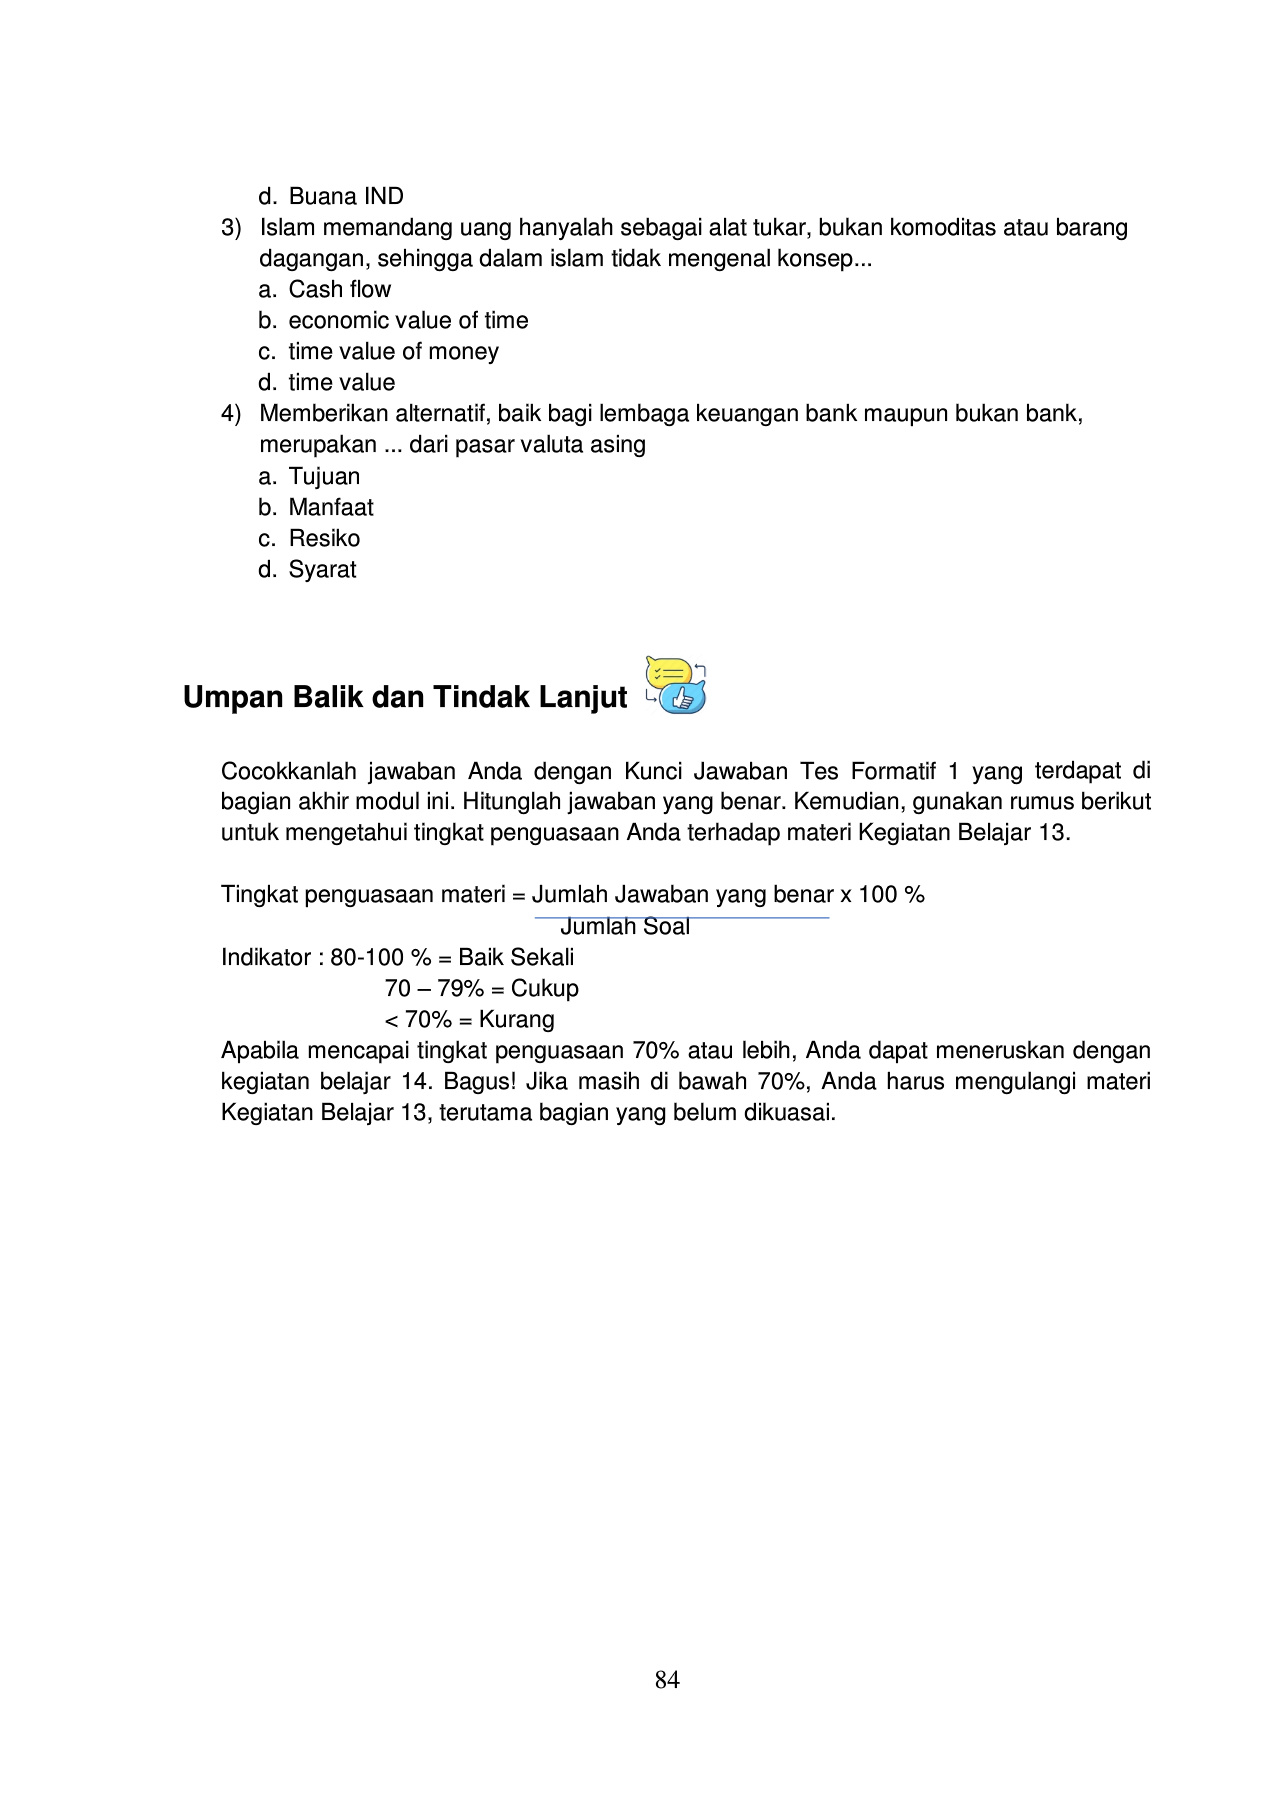 d. Buana IND
3) Islam memandang uang hanyalah sebagai alat tukar, bukan komoditas atau barang
dagangan, sehingga dalam islam tidak mengenal konsep...
a. Cash flow
b. economic value of time
c. time value of money
d. time value
4) Memberikan alternatif, baik bagi lembaga keuangan bank maupun bukan bank,
merupakan ... dari pasar valuta asing
a. Tujuan
b. Manfaat
c. Resiko
d. Syarat
Umpan Balik dan Tindak Lanjut
Cocokkanlah jawaban Anda dengan Kunci Jawaban Tes Formatif 1 yang terdapat di
bagian akhir modul ini. Hitunglah jawaban yang benar. Kemudian, gunakan rumus berikut
untuk mengetahui tingkat penguasaan Anda terhadap materi Kegiatan Belajar 13.
Tingkat penguasaan materi = Jumlah Jawaban yang benar x 100 %
Jumlah Soal
Indikator : 80-100 % = Baik Sekali
70 – 79% = Cukup
< 70% = Kurang
Apabila mencapai tingkat penguasaan 70% atau lebih, Anda dapat meneruskan dengan
kegiatan belajar 14. Bagus! Jika masih di bawah 70%, Anda harus mengulangi materi
Kegiatan Belajar 13, terutama bagian yang belum dikuasai.
84